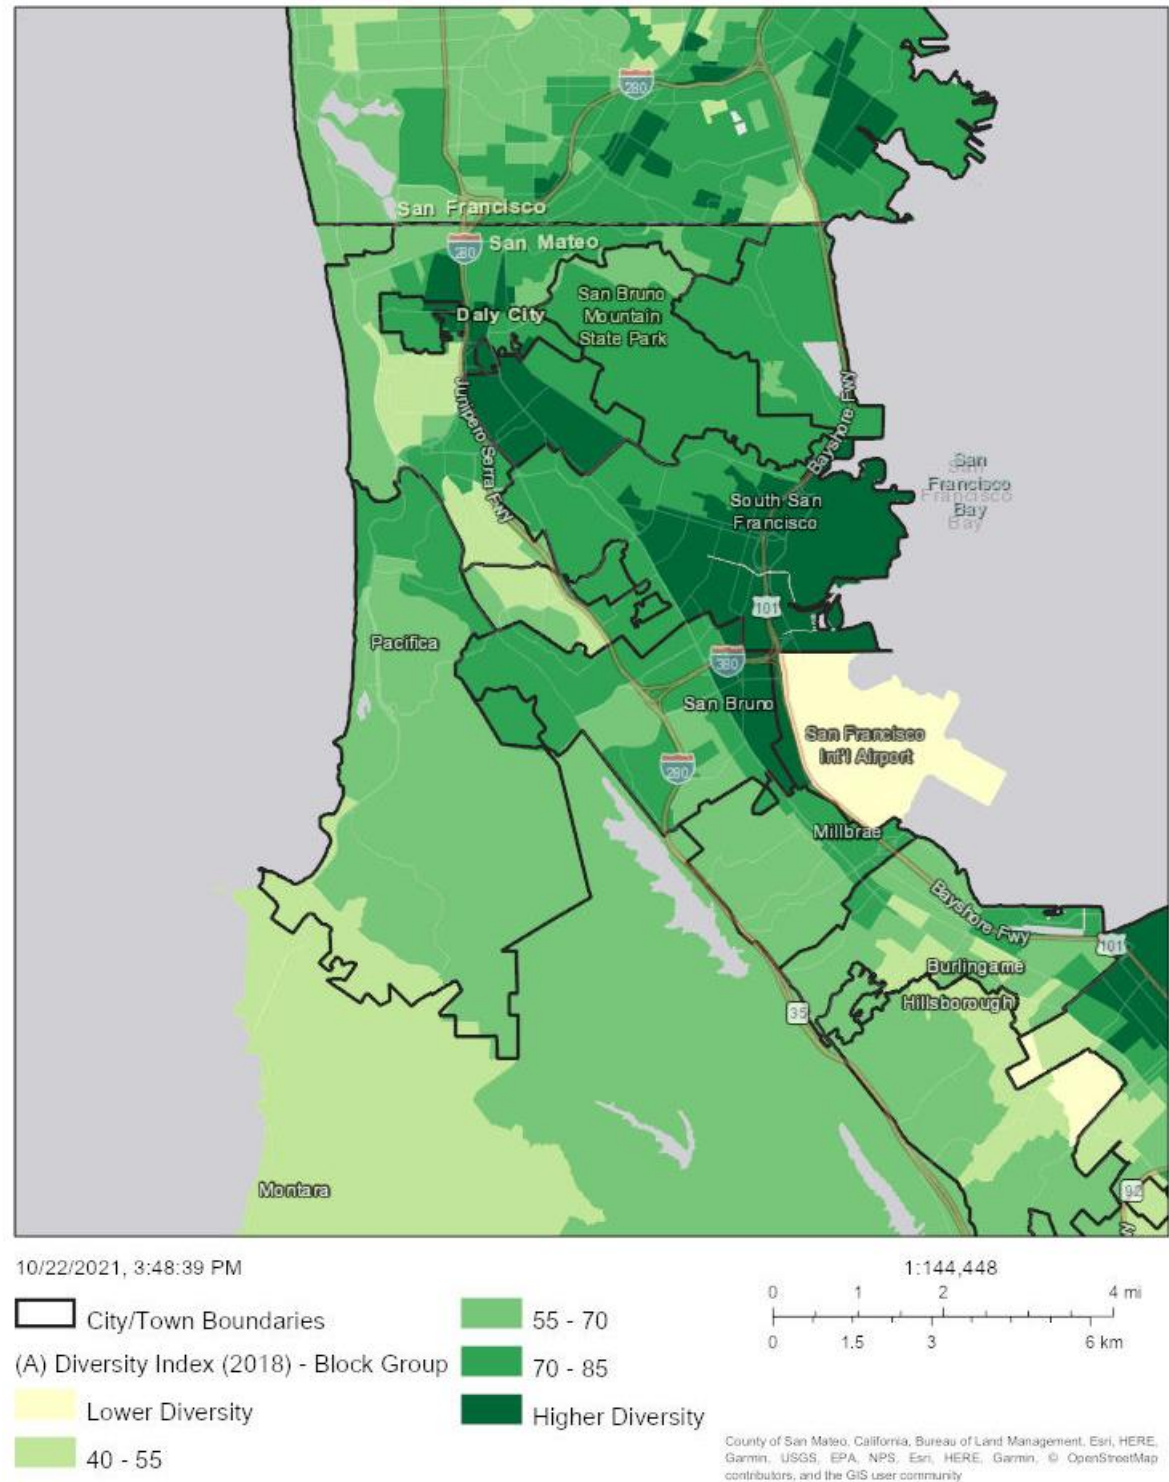 280
San Francisco
280
San Mateo
San Bruno
Mountain
State Park
Daly City
Junipero Serra Fwy
Bayshore Fwy
San
Francisco
Bay
San
Francisco
Bay
South San
Francisco
101
Pacifica
380
San Bruno
San Francisco
Int'l Airport
280
Millbrae
Bayshore Fwy
101
Burlingame
Hillsborough
35
Montara
92
10/22/2021, 3:48:39 PM
1:144,448
0 1 2 4 mi
0 1.5 3 6 km
City/Town Boundaries
(A) Diversity Index (2018) - Block Group
Lower Diversity
40 - 55
55 - 70
70 - 85
Higher Diversity
County of San Mateo, California, Bureau of Land Management, Esri, HERE,
Garmin, USGS, EPA, NPS, Esri, HERE, Garmin, © OpenStreetMap
contributors, and the GIS user community